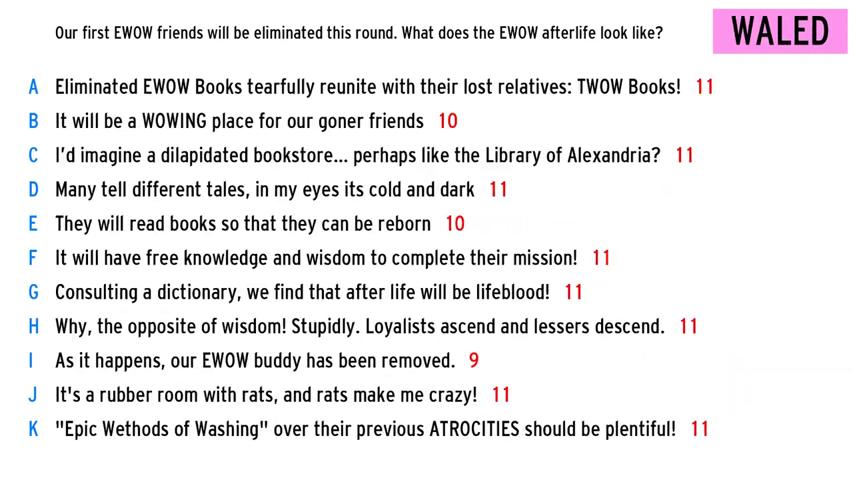 Our first EWOW friends will be eliminated this round. What does the EWOW afterlife look like?
WALED
A Eliminated EWOW Books tearfully reunite with their lost relatives: TWOW Books! 11
B It will be a WOWING place for our goner friends 10
C I'd imagine a dilapidated bookstore... perhaps like the Library of Alexandria? 11
D Many tell different tales, in my eyes its cold and dark 11
E They will read books so that they can be reborn 10
F It will have free knowledge and wisdom to complete their mission! 11
G Consulting a dictionary, we find that after life will be lifeblood! 11
H Why, the opposite of wisdom! Stupidly. Loyalists ascend and lessers descend. 11
I As it happens, our EWOW buddy has been removed. 9
J It's a rubber room with rats, and rats make me crazy! 11
K "Epic Wethods of Washing" over their previous ATROCITIES should be plentiful! 11